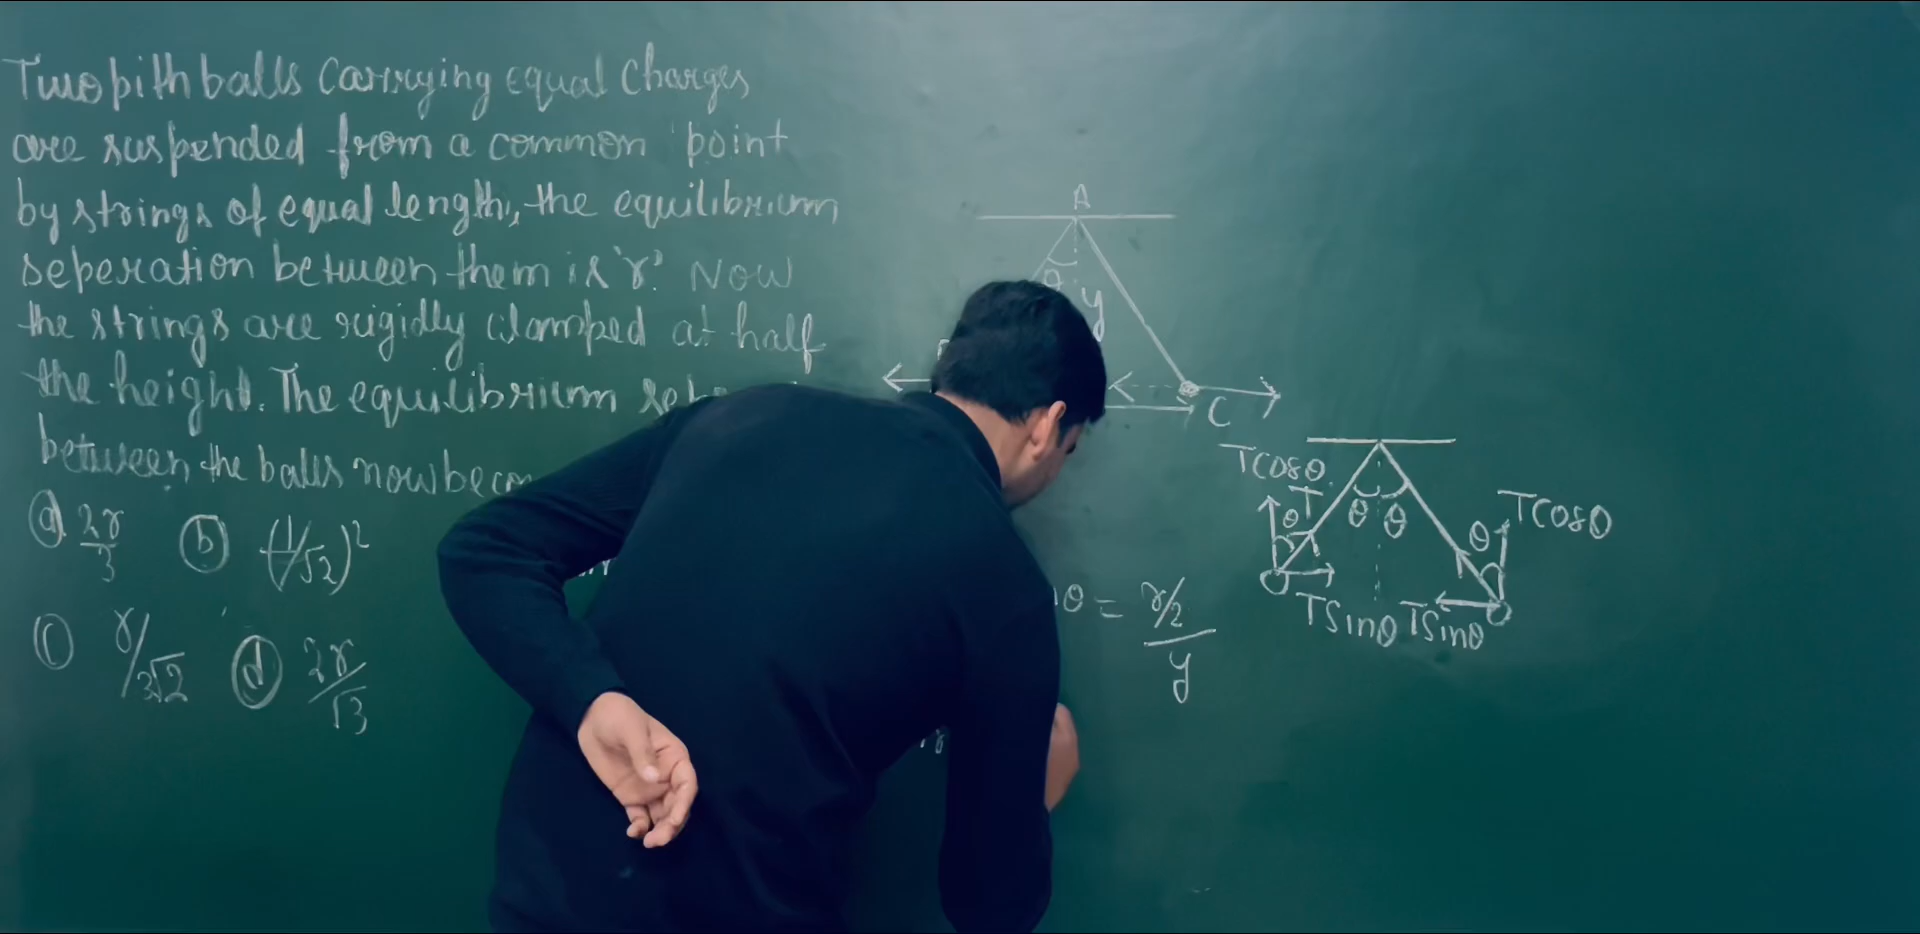 Two pith balls carrying equal charges
are suspended from a common point
by strings of equal length, the equilibrium
seperation between them is 'r'. Now
the strings are rigidly clamped at half
the height. The equilibrium
between the balls now
(a) 2r/3 (b) (1/√2)²
(c) r/3√2 (d) 2r/√3
A
θ
y
C
Tcosθ
T
θ
θ θ
θ
Tcosθ
Tsinθ Tsinθ
θ = r/2 / y